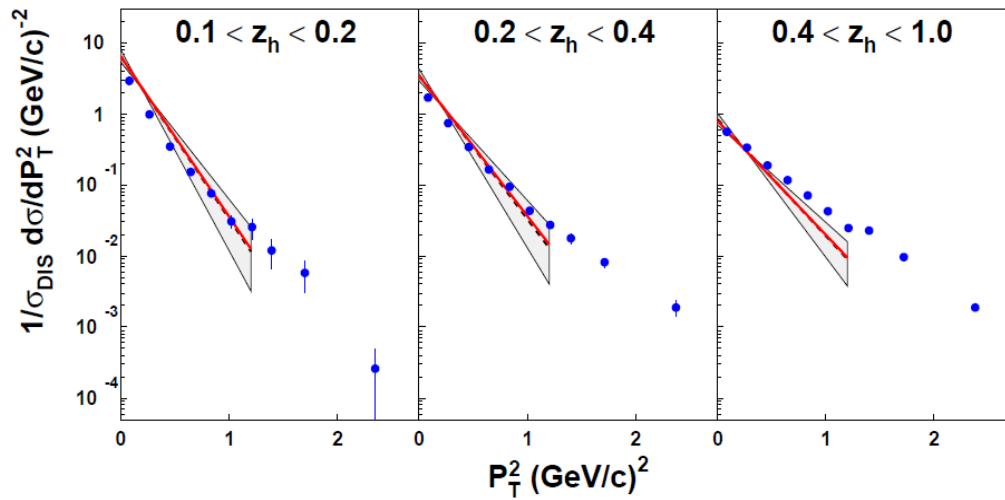 0.1 < z_h < 0.2
0.2 < z_h < 0.4
0.4 < z_h < 1.0
1/σ_DIS dσ/dP_T^2 (GeV/c)^-2
10
1
10^-1
10^-2
10^-3
10^-4
0 1 2
0 1 2
0 1 2
P_T^2 (GeV/c)^2